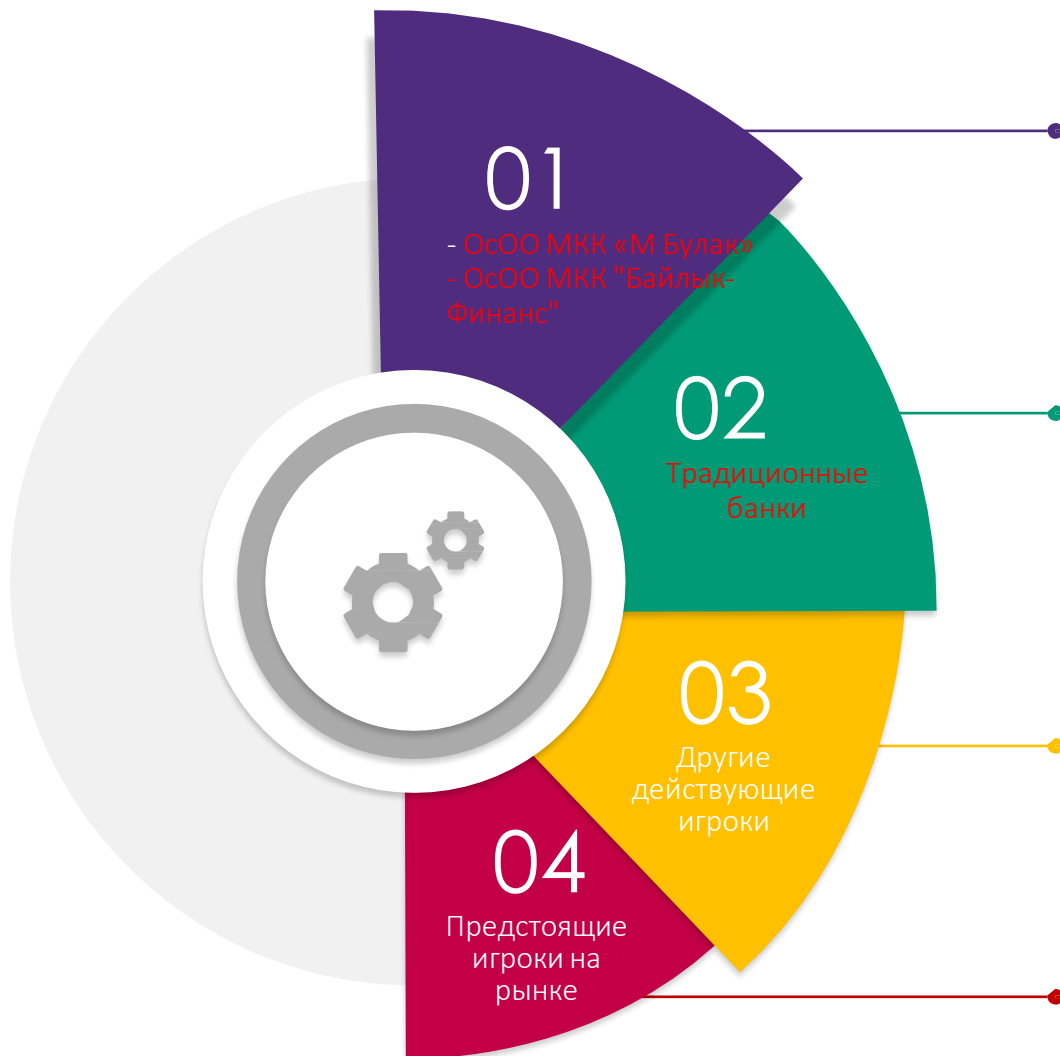 01
- ОсОО МКК «М Булак»
- ОсОО МКК "Байлык-
Финанс"
02
Традиционные
банки
03
Другие
действующие
игроки
04
Предстоящие
игроки на
рынке